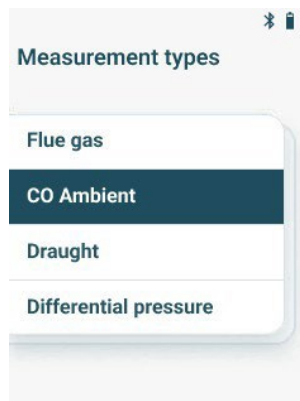 Measurement types
Flue gas
CO Ambient
Draught
Differential pressure